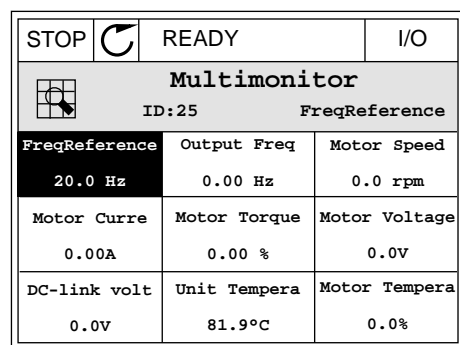 STOP READY I/O
Multimonitor
ID:25 FreqReference
FreqReference Output Freq Motor Speed
20.0 Hz 0.00 Hz 0.0 rpm
Motor Curre Motor Torque Motor Voltage
0.00A 0.00 % 0.0V
DC-link volt Unit Tempera Motor Tempera
0.0V 81.9°C 0.0%